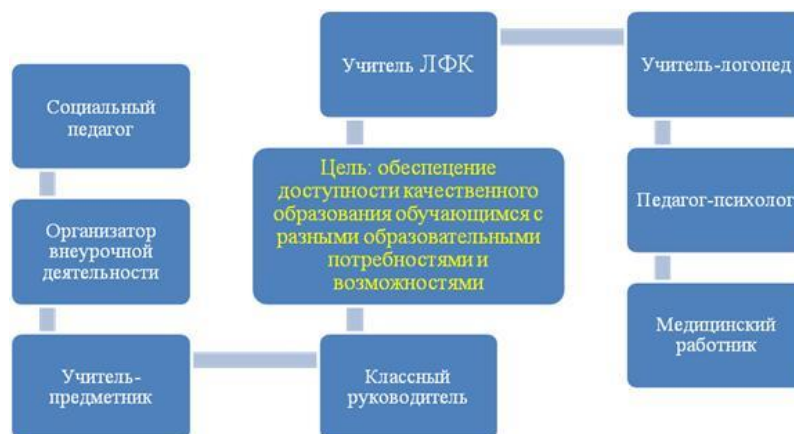 Социальный
педагог
Организатор
внеурочной
деятельности
Учитель-
предметник
Учитель ЛФК
Цель: обеспецение
доступности качественного
образования обучающимся с
разными образовательными
потребностями и
возможностями
Классный
руководитель
Учитель-логопед
Педагог-психолог
Медицинский
работник